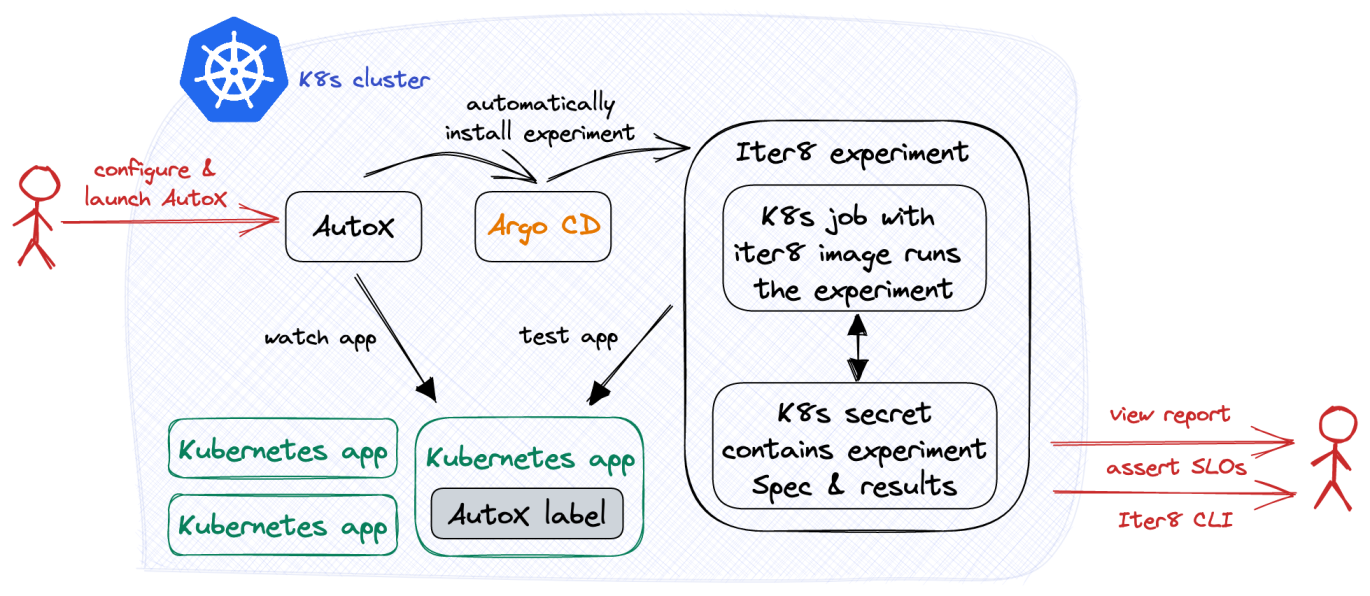 K8s cluster
automatically
install experiment
configure &
launch AutoX
AutoX
Argo CD
Iter8 experiment
K8s job with
iter8 image runs
the experiment
watch app
test app
K8s secret
contains experiment
Spec & results
Kubernetes app
Kubernetes app
Kubernetes app
AutoX label
view report
assert SLOs
Iter8 CLI